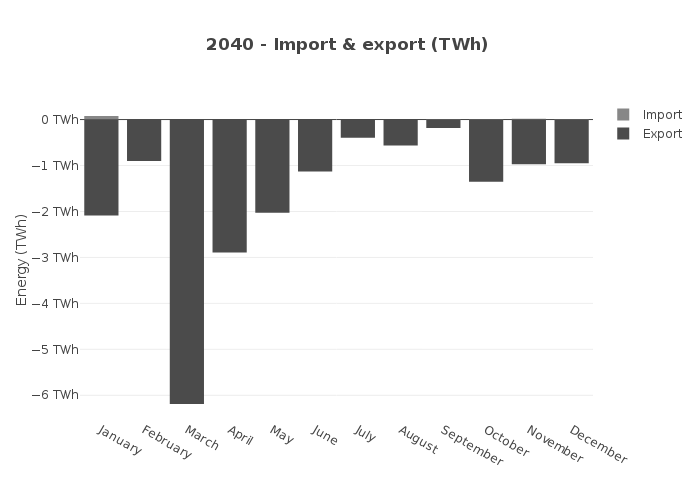 2040 - Import & export (TWh)
Import
Export
0 TWh
−1 TWh
−2 TWh
−3 TWh
−4 TWh
−5 TWh
−6 TWh
Energy (TWh)
January
February
March
April
May
June
July
August
September
October
November
December